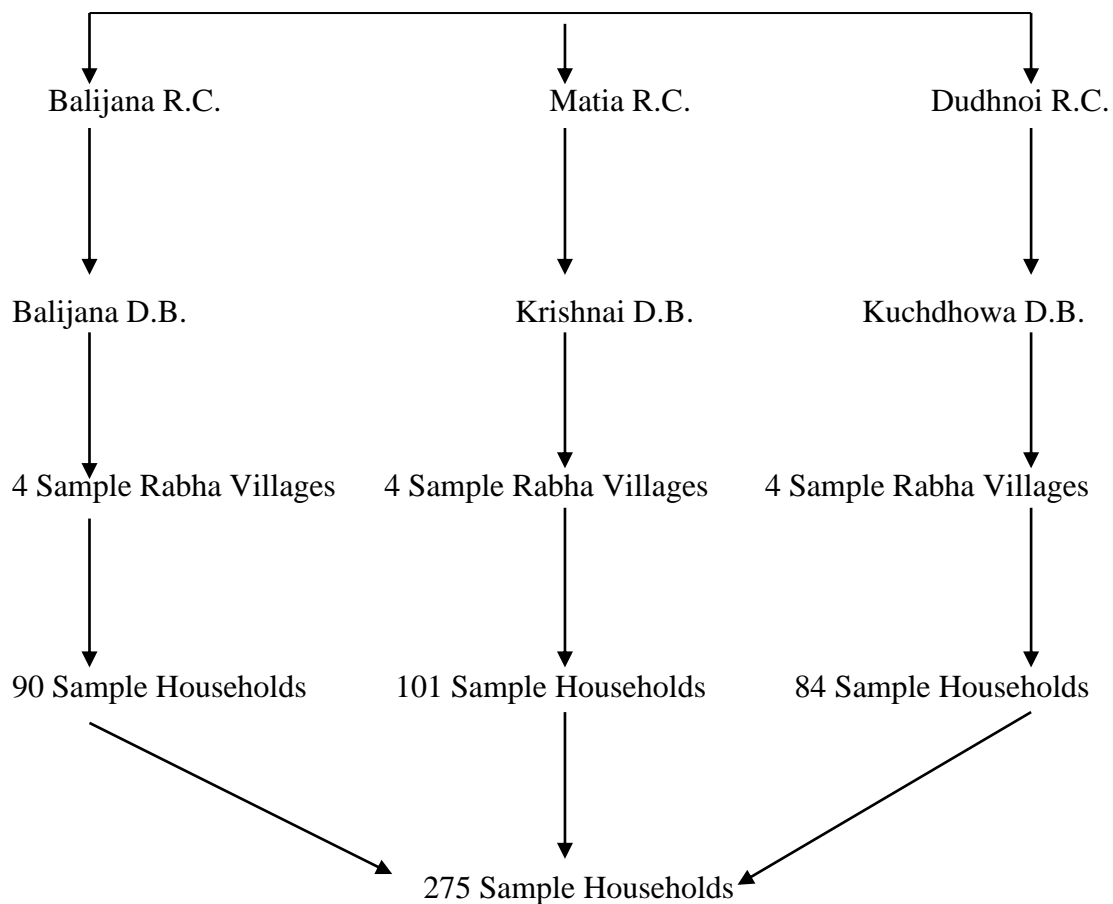 Balijana R.C. Matia R.C. Dudhnoi R.C.
Balijana D.B. Krishnai D.B. Kuchdhowa D.B.
4 Sample Rabha Villages 4 Sample Rabha Villages 4 Sample Rabha Villages
90 Sample Households 101 Sample Households 84 Sample Households
275 Sample Households